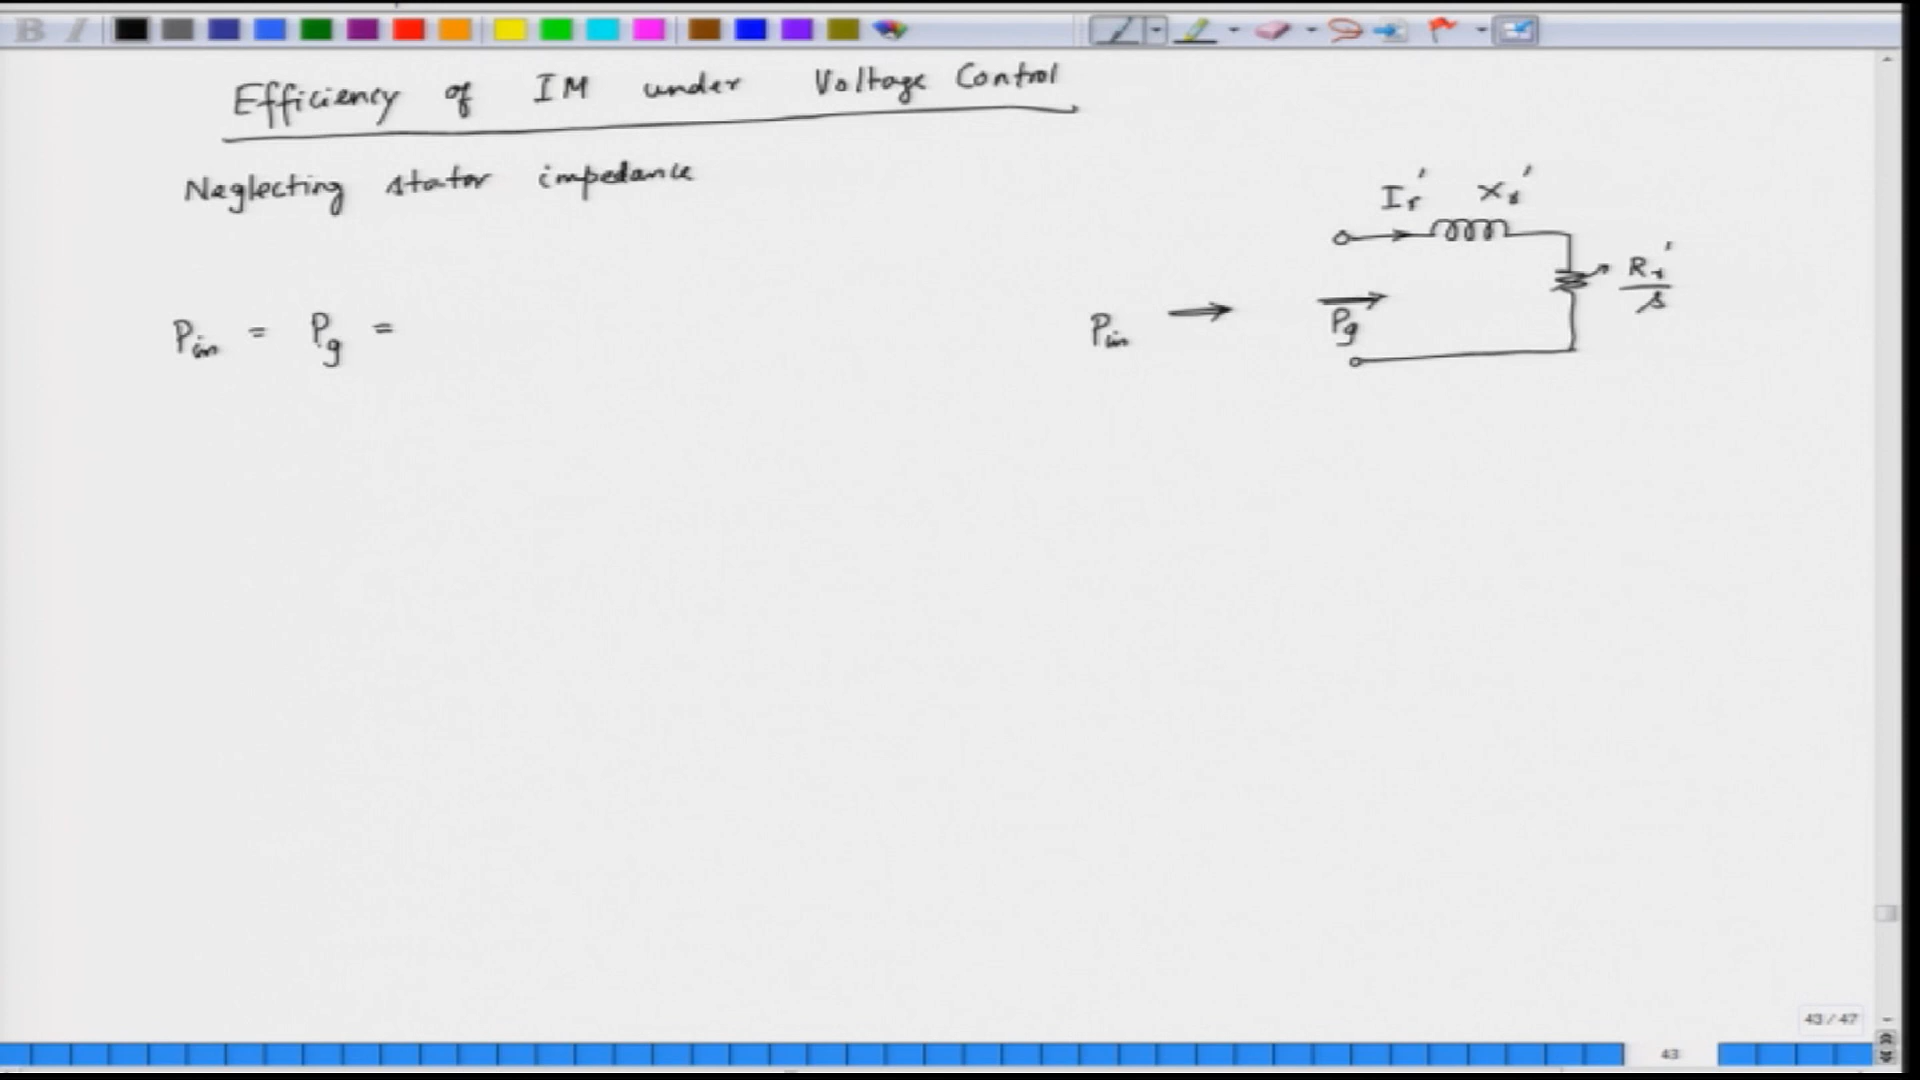 B I
Efficiency of IM under Voltage Control
Neglecting stator impedance
Ir' Xr'
Rr'/s
Pin = Pg =
Pin → Pg
43 / 47
43